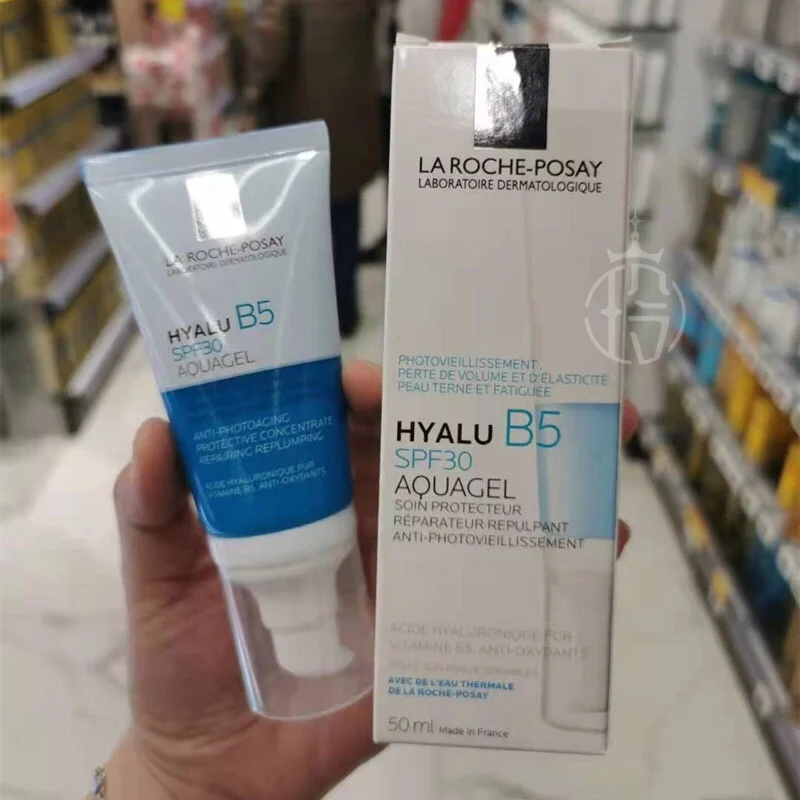 LA ROCHE-POSAY
LABORATOIRE DERMATOLOGIQUE
HYALU B5
SPF30
AQUAGEL
ANTI-PHOTOAGING
PROTECTIVE CONCENTRATE
REPAIRING REPLUMPING
ACIDE HYALURONIQUE PUR
VITAMINE B5, ANTI-OXYDANTS
LA ROCHE-POSAY
LABORATOIRE DERMATOLOGIQUE
PHOTOVIEILLISSEMENT,
PERTE DE VOLUME ET D'ÉLASTICITÉ
PEAU TERNE ET FATIGUÉE
HYALU B5
SPF30
AQUAGEL
SOIN PROTECTEUR
RÉPARATEUR REPULPANT
ANTI-PHOTOVIEILLISSEMENT
ACIDE HYALURONIQUE PUR
VITAMINE B5, ANTI-OXYDANTS
AVEC DE L'EAU THERMALE
DE LA ROCHE-POSAY
50 ml Made in France